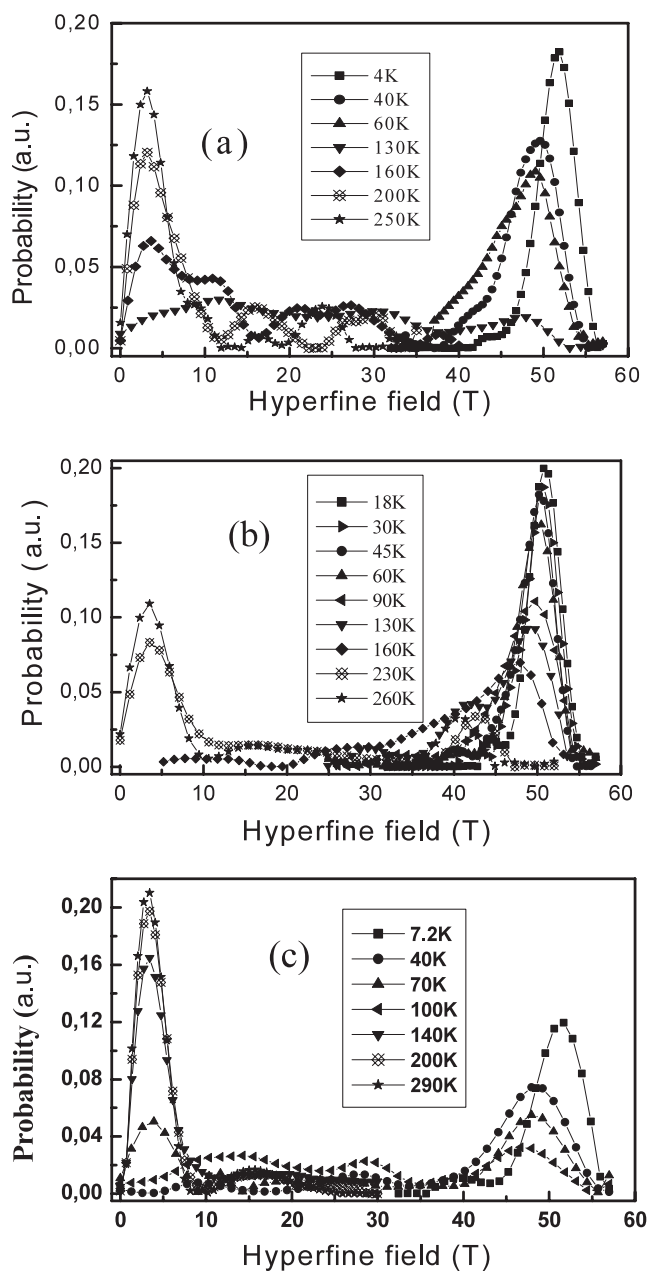 0,20
0,15
0,10
0,05
0,00
Probability (a.u.)
(a)
4K
40K
60K
130K
160K
200K
250K
0 10 20 30 40 50 60
Hyperfine field (T)
0,20
0,15
0,10
0,05
0,00
Probability (a.u.)
(b)
18K
30K
45K
60K
90K
130K
160K
230K
260K
0 10 20 30 40 50 60
Hyperfine field (T)
0,20
0,16
0,12
0,08
0,04
0,00
Probability (a.u.)
(c)
7.2K
40K
70K
100K
140K
200K
290K
0 10 20 30 40 50 60
Hyperfine field (T)